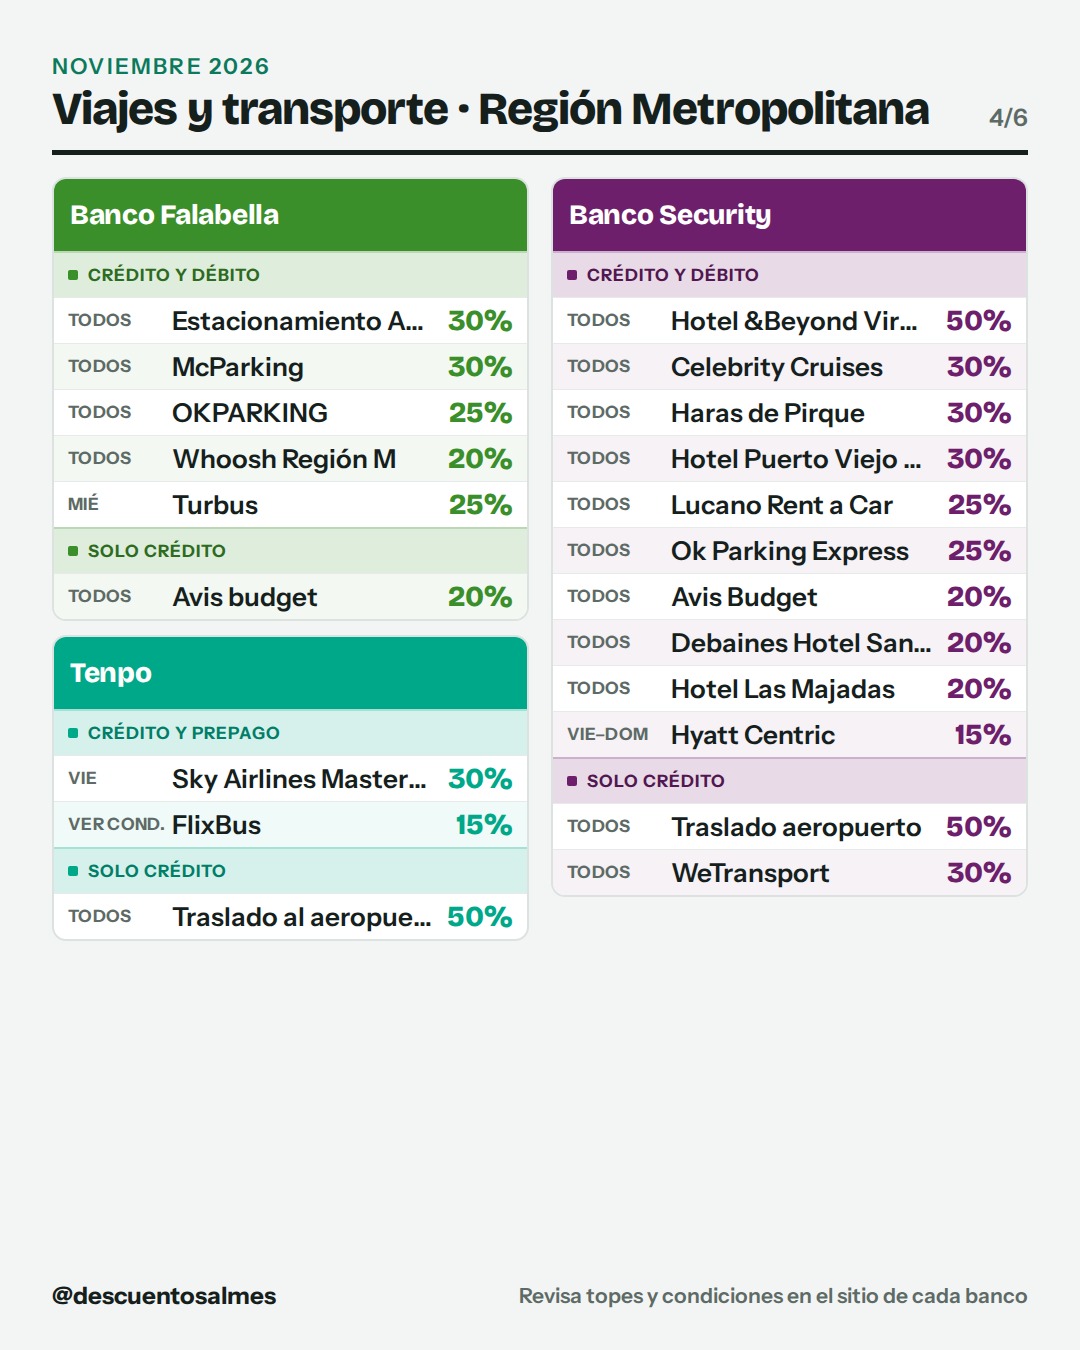 NOVIEMBRE 2026
Viajes y transporte · Región Metropolitana
4/6
Banco Falabella
CRÉDITO Y DÉBITO
TODOS Estacionamiento A... 30%
TODOS McParking 30%
TODOS OKPARKING 25%
TODOS Whoosh Región M 20%
MIÉ Turbus 25%
SOLO CRÉDITO
TODOS Avis budget 20%
Tenpo
CRÉDITO Y PREPAGO
VIE Sky Airlines Master... 30%
VER COND. FlixBus 15%
SOLO CRÉDITO
TODOS Traslado al aeropue... 50%
Banco Security
CRÉDITO Y DÉBITO
TODOS Hotel &Beyond Vir... 50%
TODOS Celebrity Cruises 30%
TODOS Haras de Pirque 30%
TODOS Hotel Puerto Viejo ... 30%
TODOS Lucano Rent a Car 25%
TODOS Ok Parking Express 25%
TODOS Avis Budget 20%
TODOS Debaines Hotel San... 20%
TODOS Hotel Las Majadas 20%
VIE–DOM Hyatt Centric 15%
SOLO CRÉDITO
TODOS Traslado aeropuerto 50%
TODOS WeTransport 30%
@descuentosalmes
Revisa topes y condiciones en el sitio de cada banco